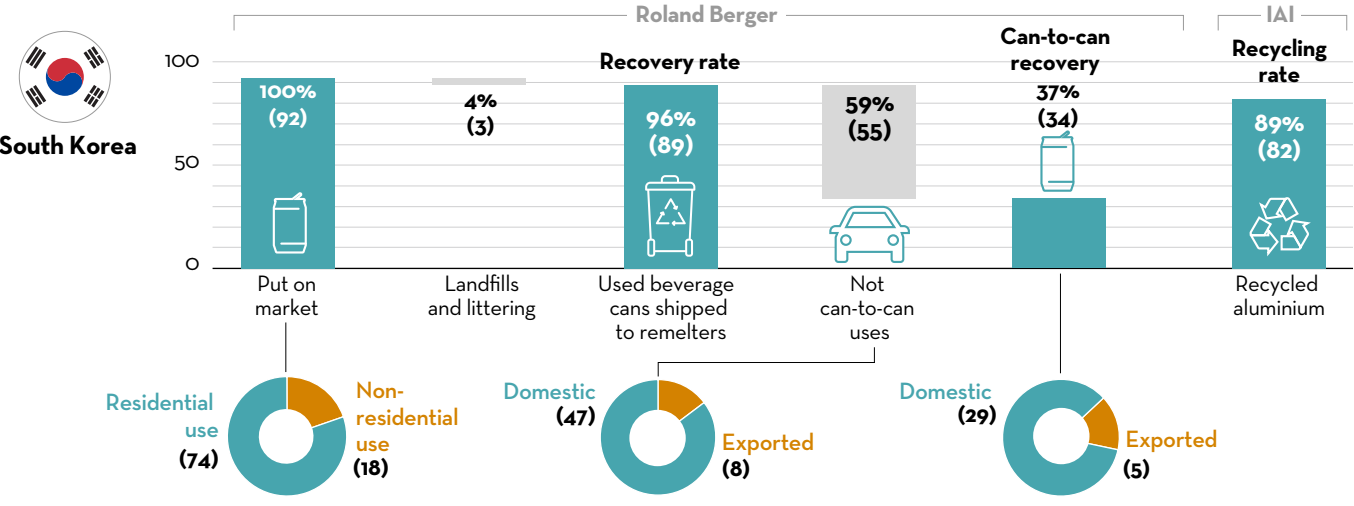 Roland Berger
IAI
South Korea
100
50
0
100%
(92)
4%
(3)
Recovery rate
96%
(89)
59%
(55)
Can-to-can
recovery
37%
(34)
Recycling
rate
89%
(82)
Put on
market
Landfills
and littering
Used beverage
cans shipped
to remelters
Not
can-to-can
uses
Recycled
aluminium
Residential
use
(74)
Non-
residential
use
(18)
Domestic
(47)
Exported
(8)
Domestic
(29)
Exported
(5)